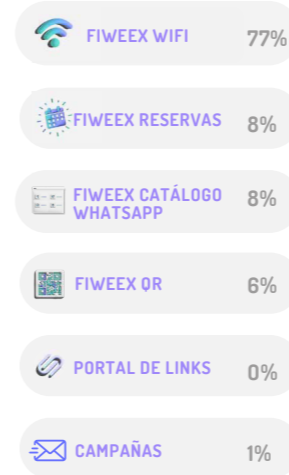 FIWEEX WIFI 77%
FIWEEX RESERVAS 8%
FIWEEX CATÁLOGO 8%
WHATSAPP
FIWEEX QR 6%
PORTAL DE LINKS 0%
CAMPAÑAS 1%